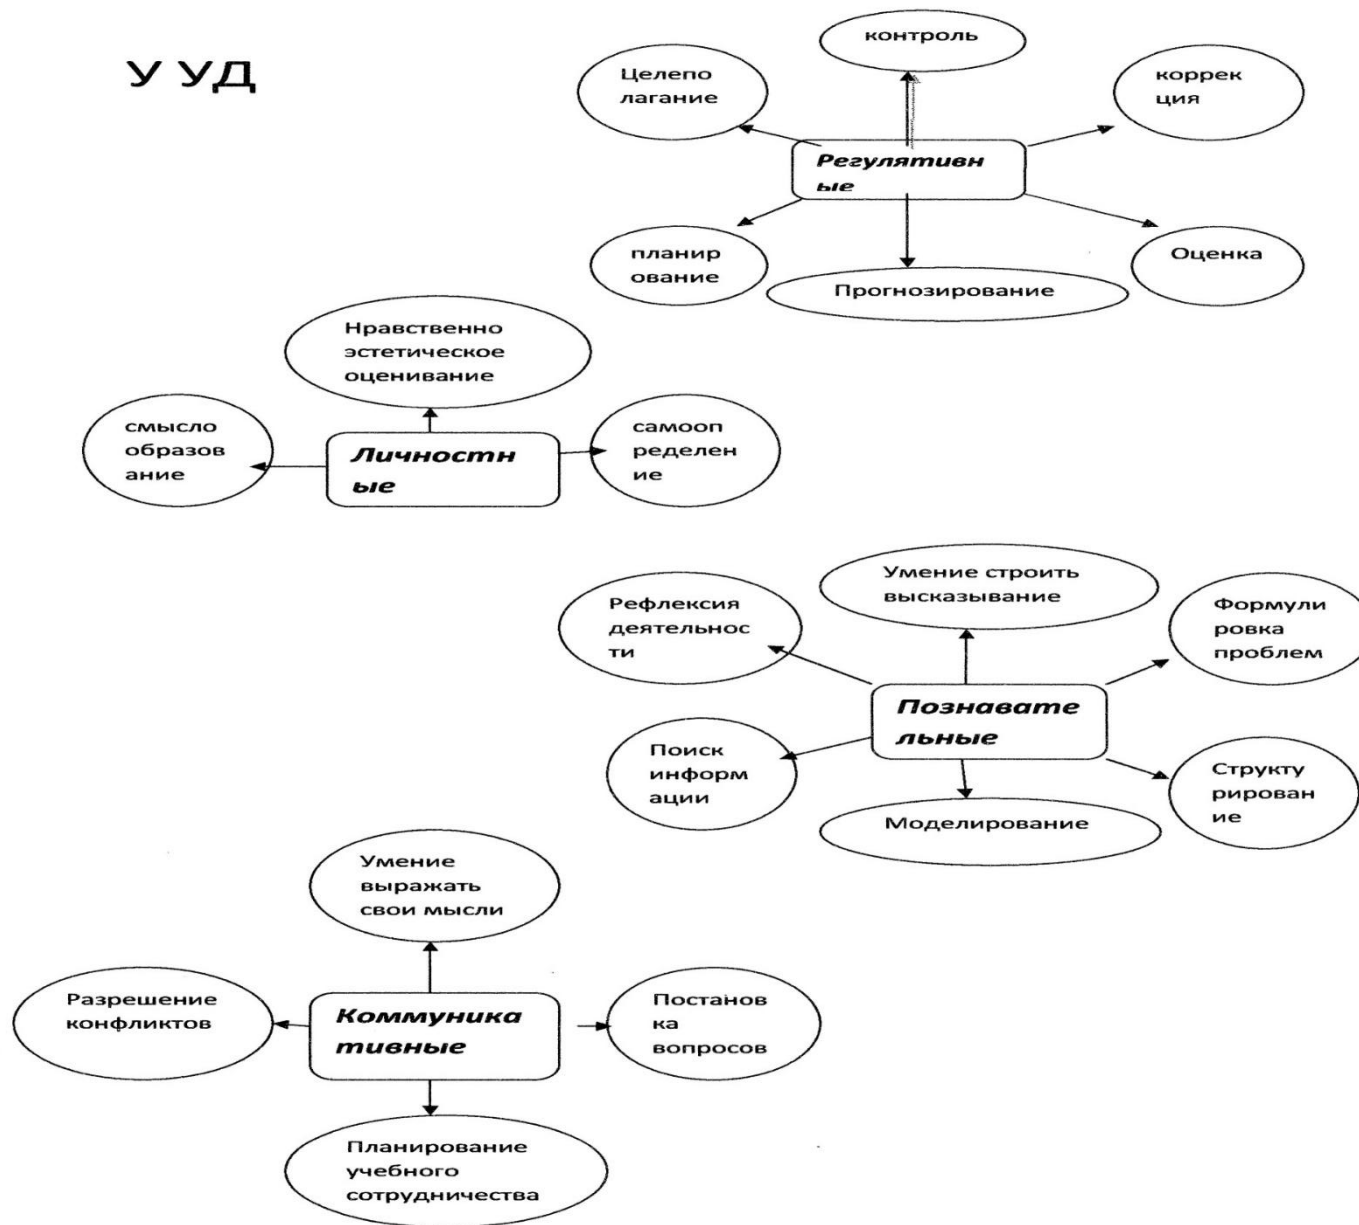 У УД
контроль
Целепо
лагание
коррек
ция
Регулятивн
ые
планир
ование
Прогнозирование
Оценка
Нравственно
эстетическое
оценивание
смысло
образов
ание
Личностн
ые
самооп
ределен
ие
Умение строить
высказывание
Рефлексия
деятельнос
ти
Формули
ровка
проблем
Познавате
льные
Поиск
информ
ации
Моделирование
Структу
рирован
ие
Умение
выражать
свои мысли
Разрешение
конфликтов
Коммуника
тивные
Постанов
ка
вопросов
Планирование
учебного
сотрудничества